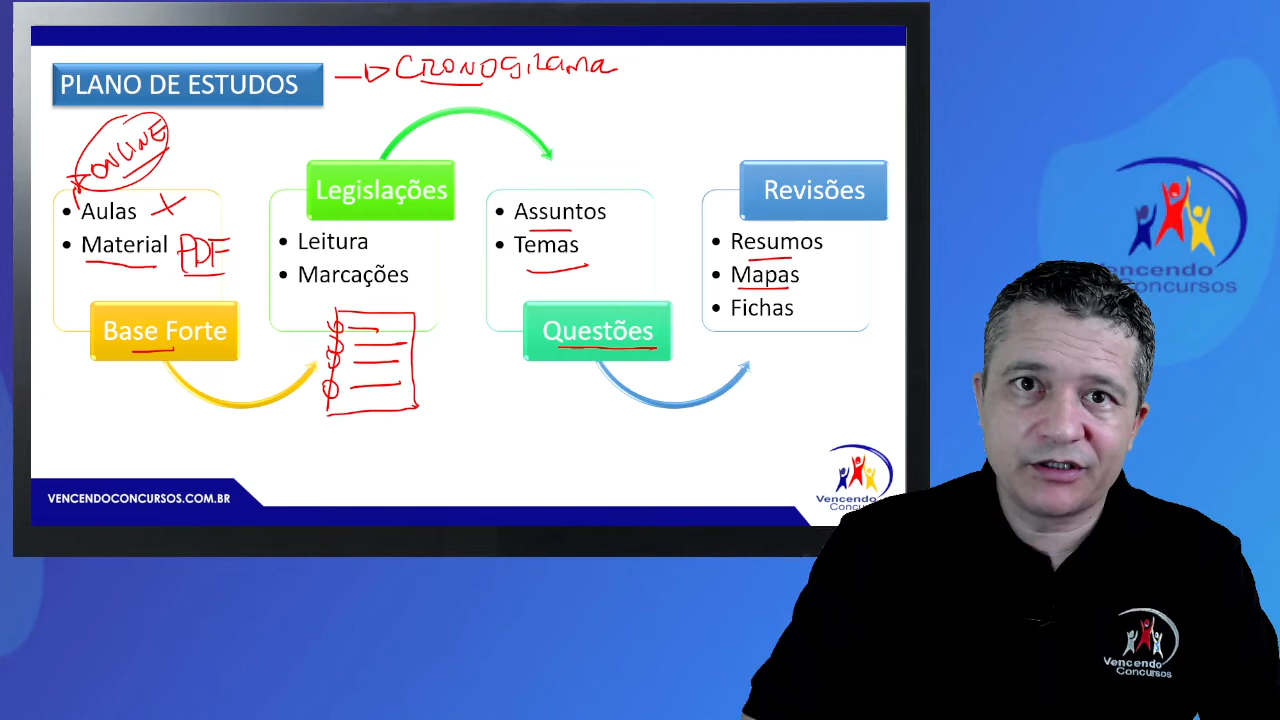 PLANO DE ESTUDOS
CRONOGRAMA
ONLINE
• Aulas
• Material PDF
Base Forte
Legislações
• Leitura
• Marcações
• Assuntos
• Temas
Questões
Revisões
• Resumos
• Mapas
• Fichas
VENCENDOCONCURSOS.COM.BR
Vencendo
Concursos
Vencendo
Concursos
Vencendo
Concursos